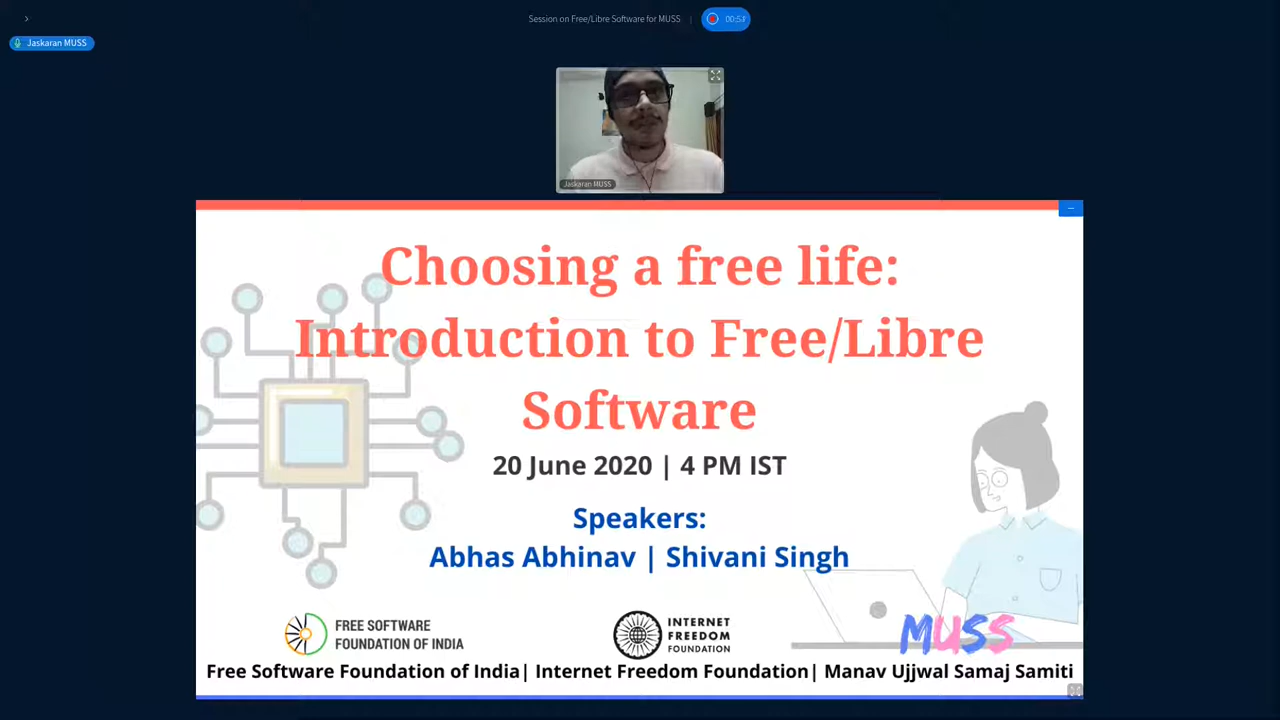 Session on Free/Libre Software for MUSS
00:53
Jaskaran MUSS
Jaskaran MUSS
Choosing a free life:
Introduction to Free/Libre
Software
20 June 2020 | 4 PM IST
Speakers:
Abhas Abhinav | Shivani Singh
FREE SOFTWARE
FOUNDATION OF INDIA
INTERNET
FREEDOM
FOUNDATION
MUSS
Free Software Foundation of India| Internet Freedom Foundation| Manav Ujjwal Samaj Samiti